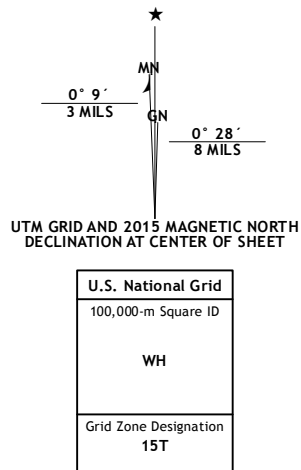 MN
0° 9´
3 MILS
GN
0° 28´
8 MILS
UTM GRID AND 2015 MAGNETIC NORTH
DECLINATION AT CENTER OF SHEET
U.S. National Grid
100,000-m Square ID
WH
Grid Zone Designation
15T